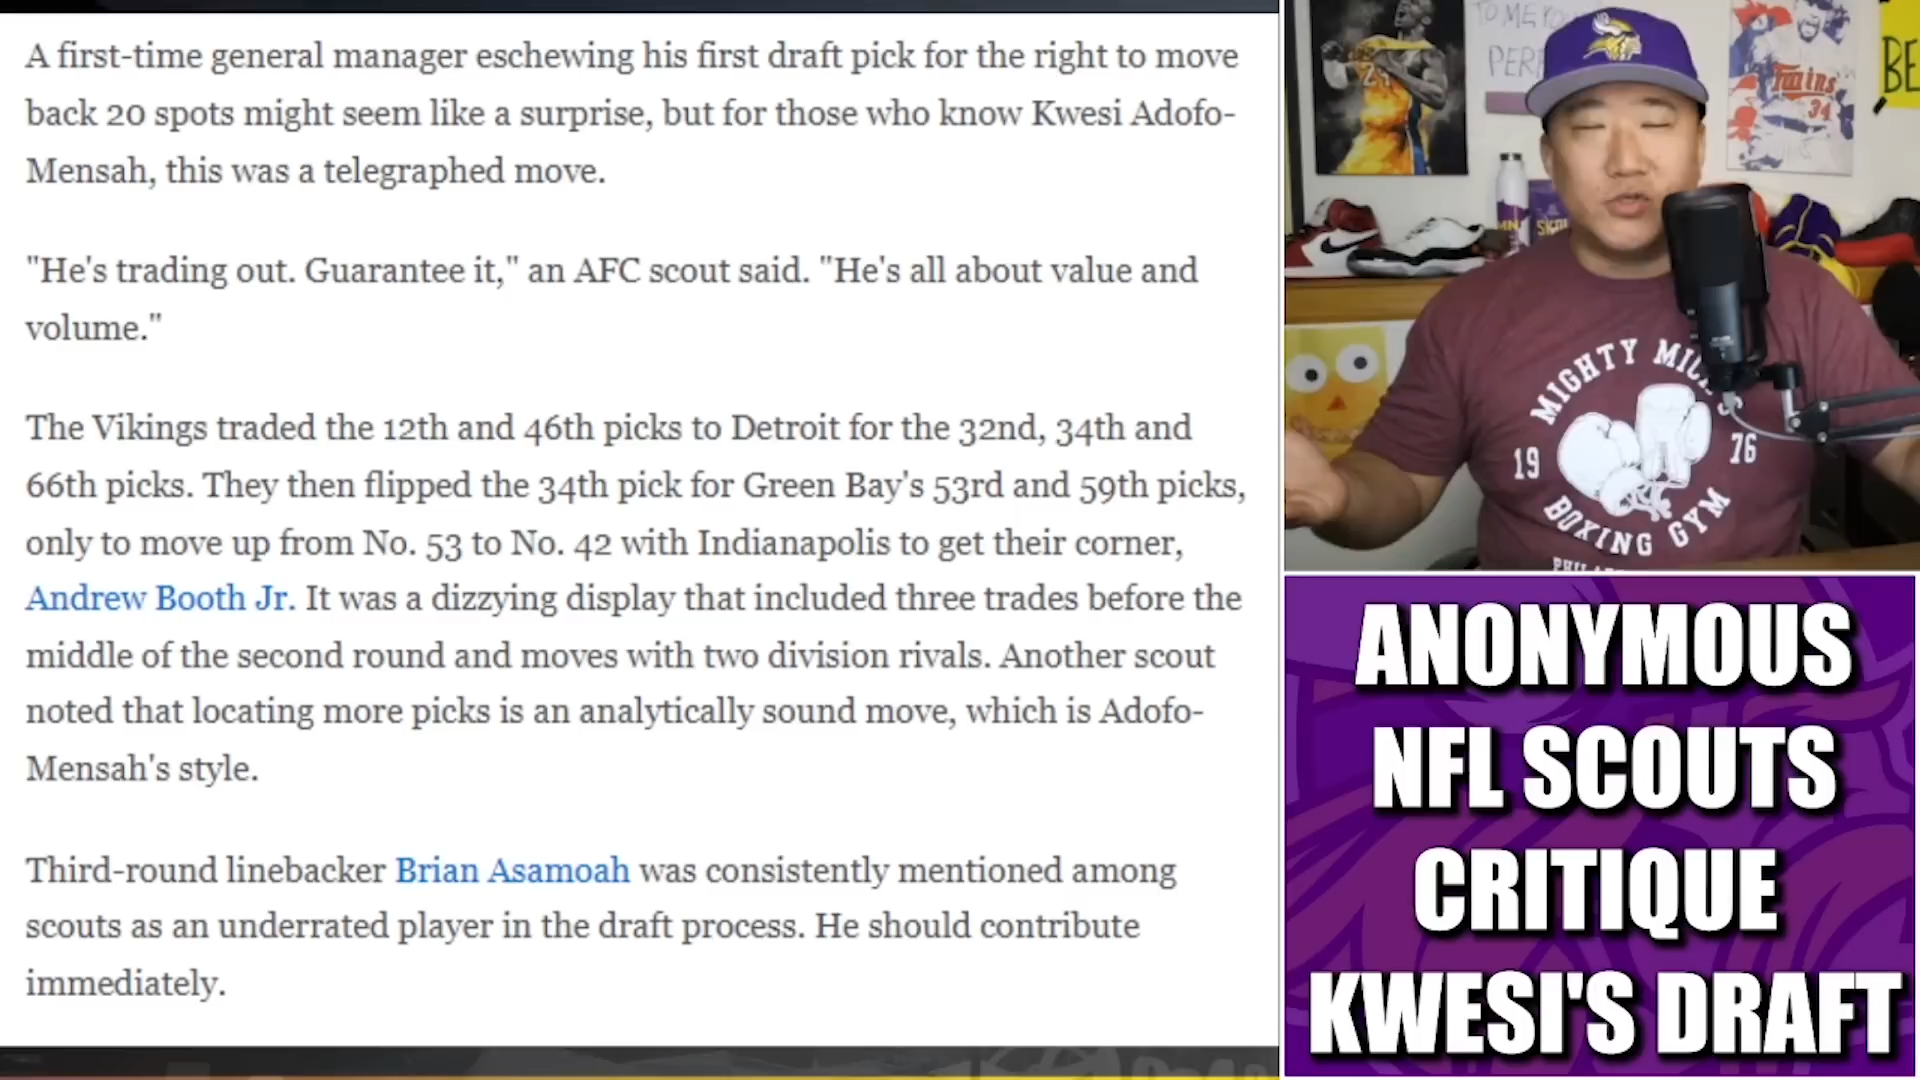 A first-time general manager eschewing his first draft pick for the right to move
back 20 spots might seem like a surprise, but for those who know Kwesi Adofo-
Mensah, this was a telegraphed move.
"He's trading out. Guarantee it," an AFC scout said. "He's all about value and
volume."
The Vikings traded the 12th and 46th picks to Detroit for the 32nd, 34th and
66th picks. They then flipped the 34th pick for Green Bay's 53rd and 59th picks,
only to move up from No. 53 to No. 42 with Indianapolis to get their corner,
Andrew Booth Jr. It was a dizzying display that included three trades before the
middle of the second round and moves with two division rivals. Another scout
noted that locating more picks is an analytically sound move, which is Adofo-
Mensah's style.
Third-round linebacker Brian Asamoah was consistently mentioned among
scouts as an underrated player in the draft process. He should contribute
immediately.
TO ME
BE
Twins
34
24
MN
MIGHTY
19 76
BOXING GYM
ANONYMOUS
NFL SCOUTS
CRITIQUE
KWESI'S DRAFT